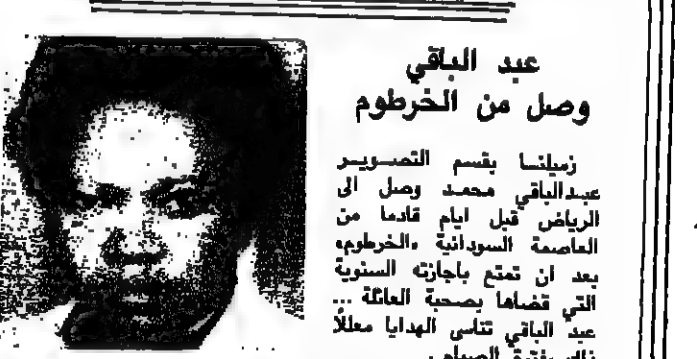 عبد الباقي
وصل من الخرطوم
زميلنا بقسم التصوير
عبدالباقي محمد وصل الى
الرياض قبل ايام قادما من
العاصمة السودانية «الخرطوم»
بعد ان تمتع باجازته السنوية
التي قضاها بصحبة العائلة ...
عبد الباقي تناسى الهدايا معللاً